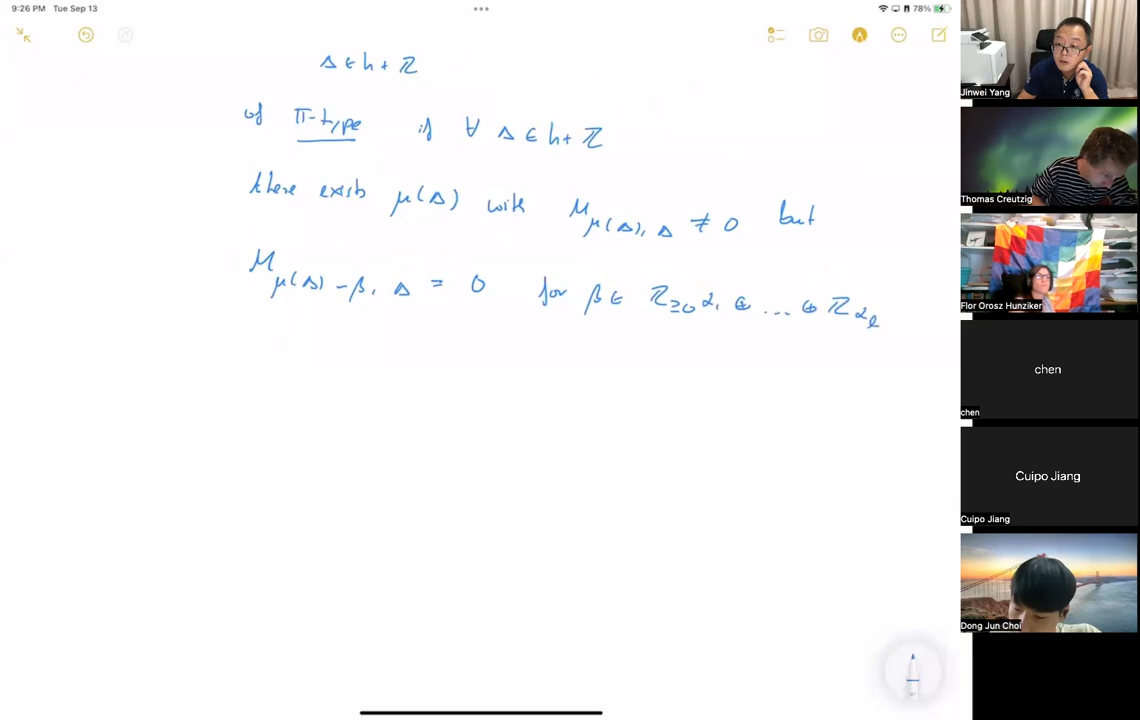 9:26 PM Tue Sep 13
78%
Δ ∈ h + ℤ
of Π-type if ∀ Δ ∈ h + ℤ
there exists μ(Δ) with M_{μ(Δ), Δ} ≠ 0 but
M_{μ(Δ) - β, Δ} = 0 for β ∈ ℤ_{≥0} α_1 ⊕ ... ⊕ ℤ α_ℓ
Jinwei Yang
Thomas Creutzig
Flor Orosz Hunziker
chen
chen
Cuipo Jiang
Cuipo Jiang
Dong Jun Choi